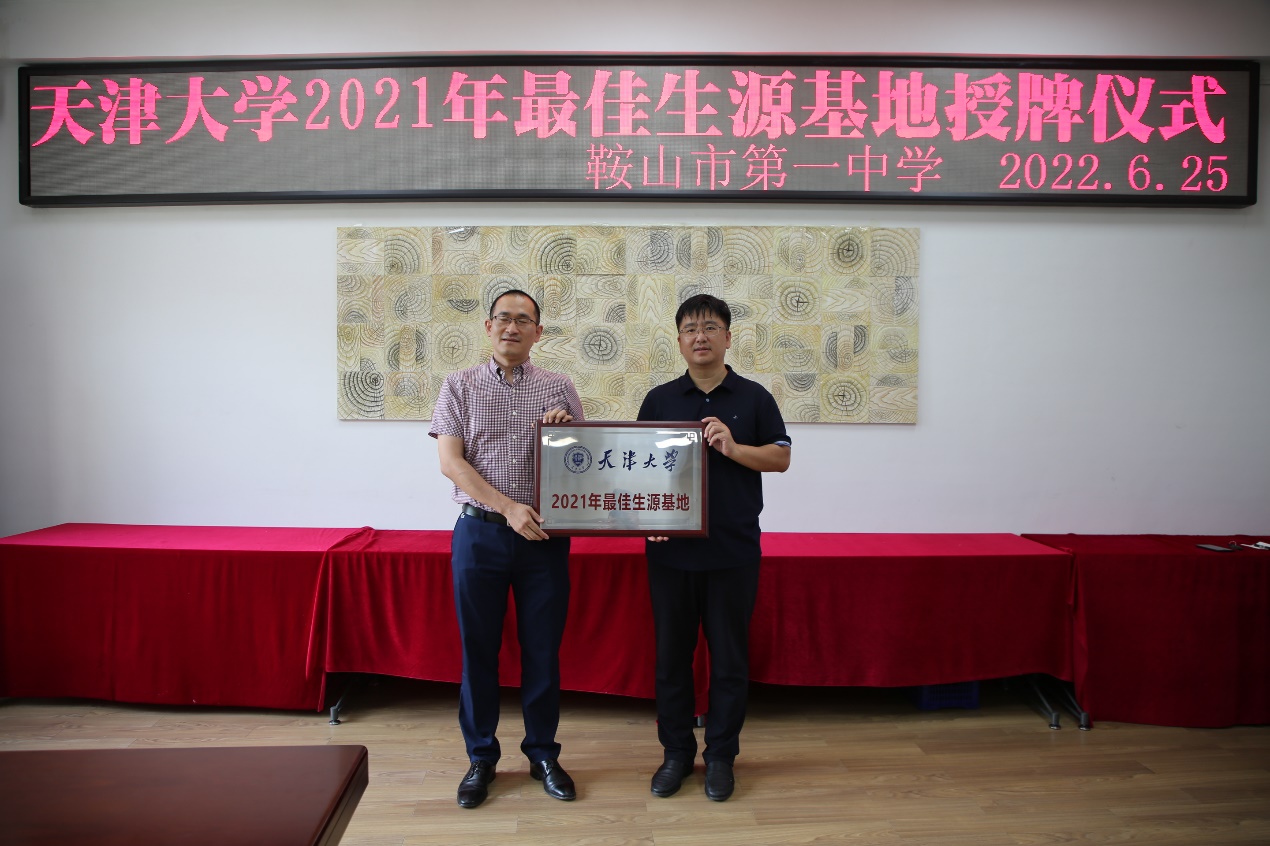 天津大学2021年最佳生源基地授牌仪式
鞍山市第一中学 2022.6.25
天津大学
2021年最佳生源基地